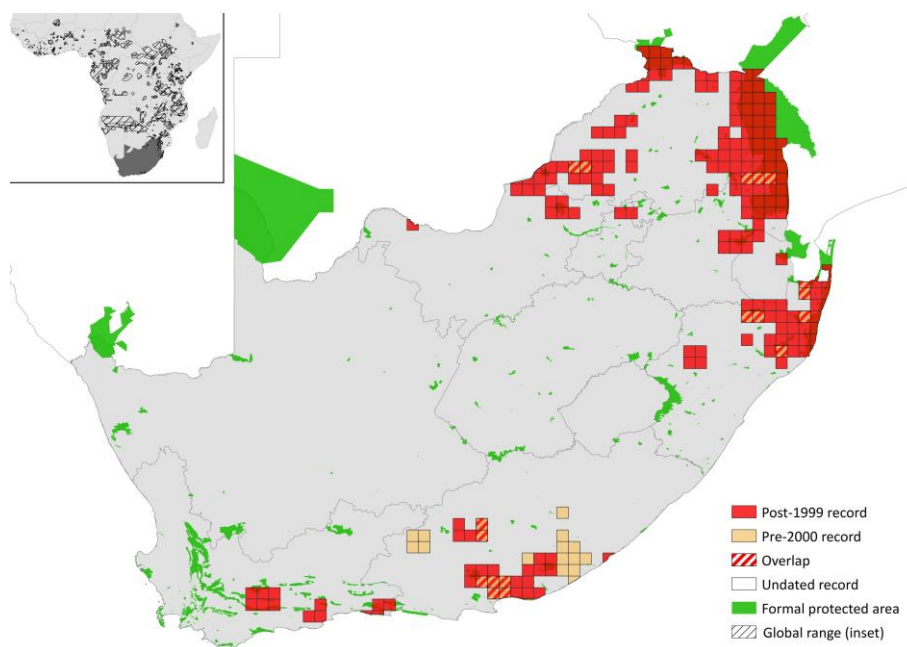 Post-1999 record
Pre-2000 record
Overlap
Undated record
Formal protected area
Global range (inset)